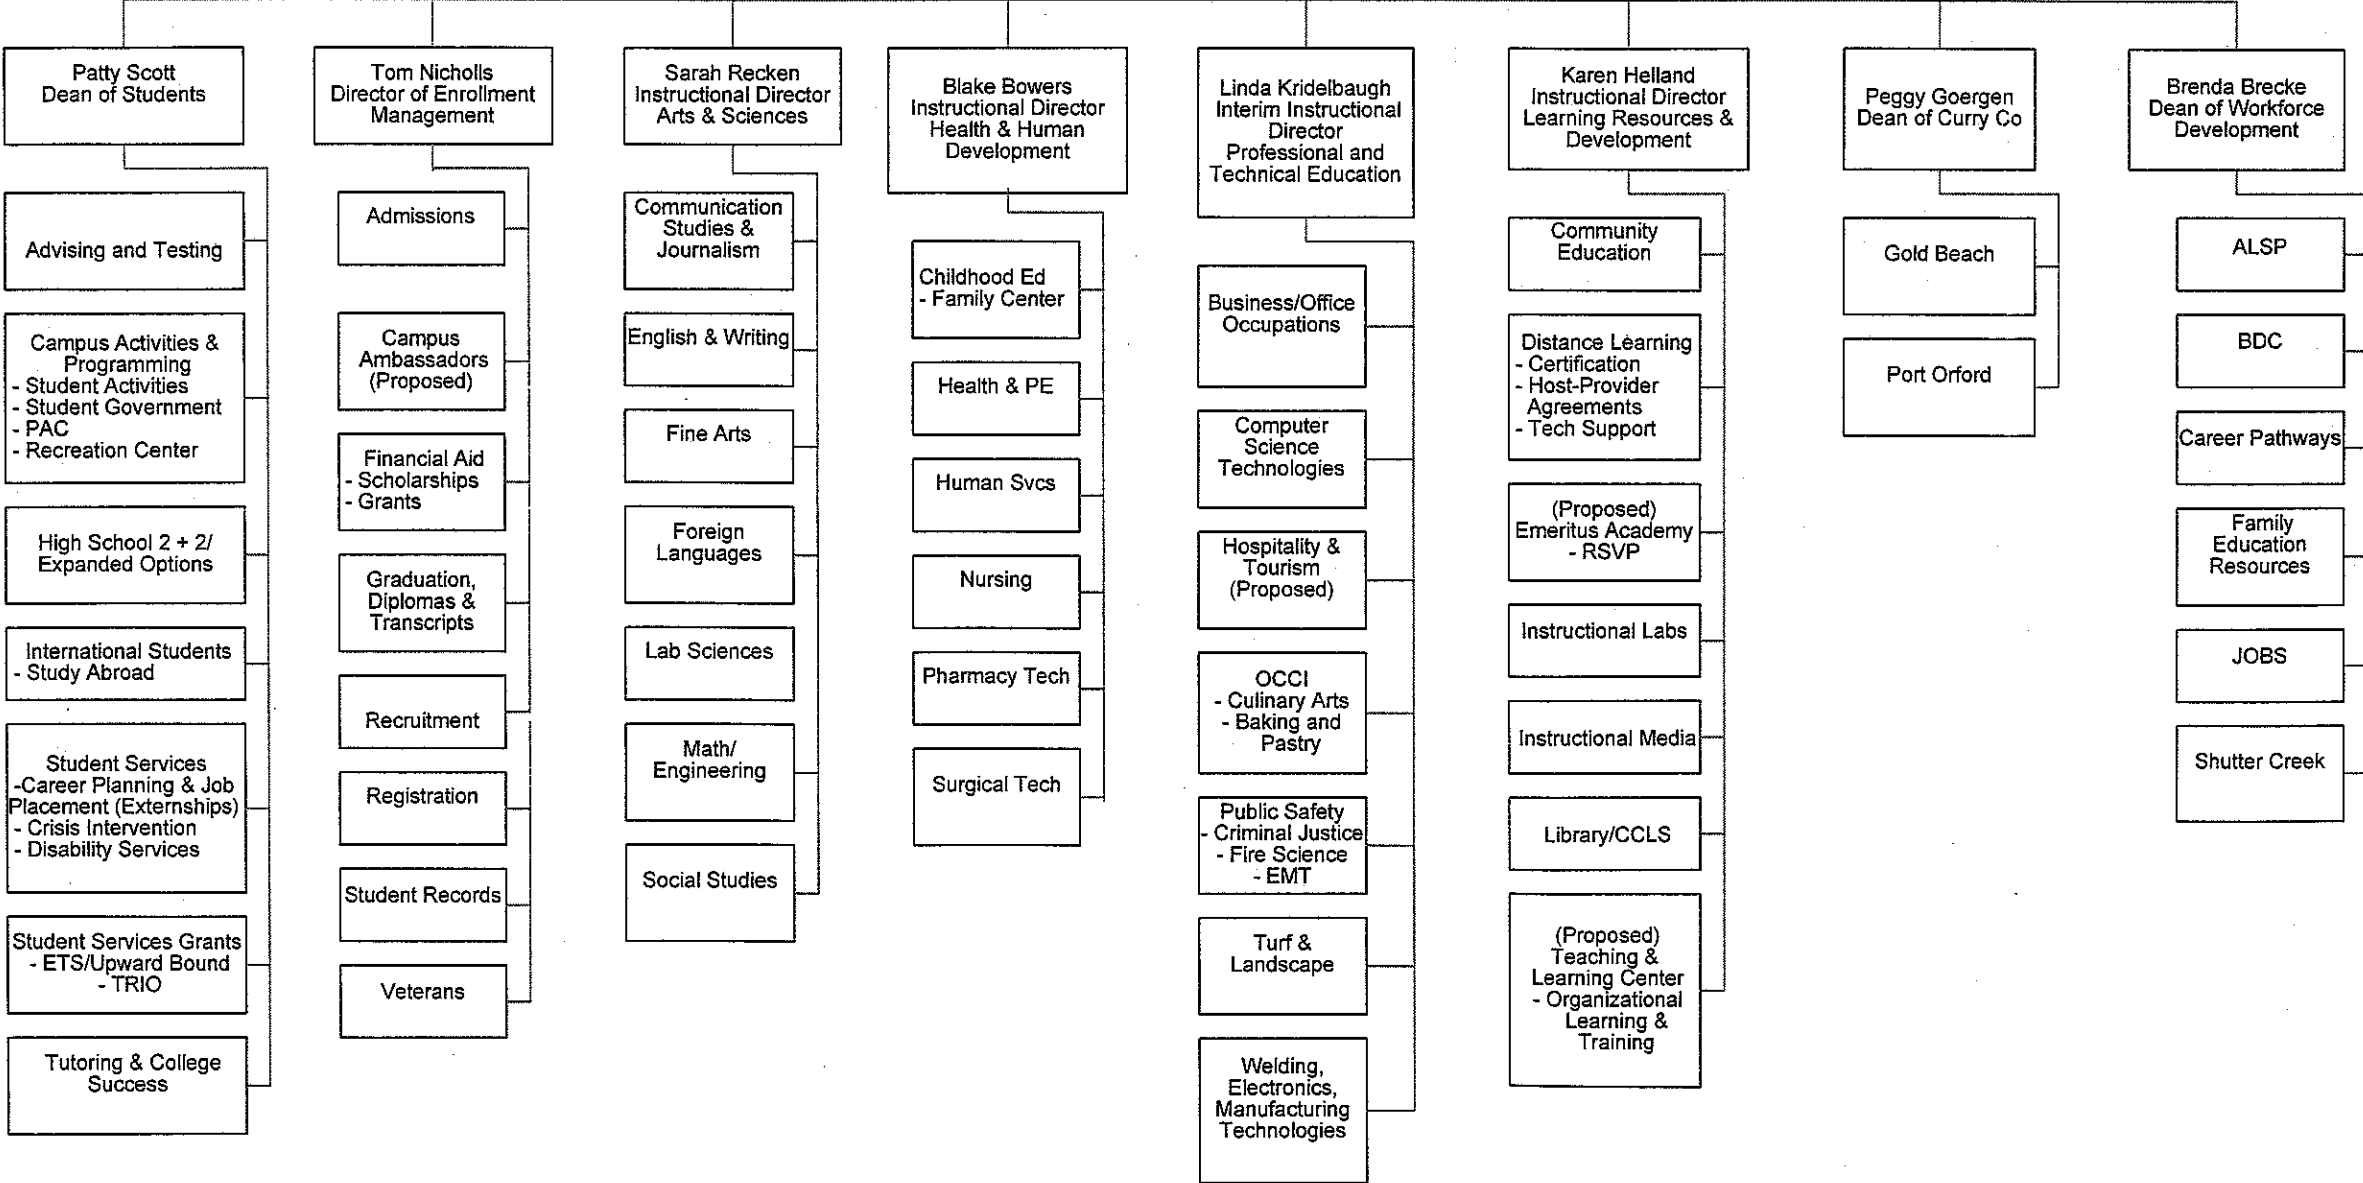 Patty Scott
Dean of Students
Advising and Testing
Campus Activities &
Programming
- Student Activities
- Student Government
- PAC
- Recreation Center
High School 2 + 2/
Expanded Options
International Students
- Study Abroad
Student Services
-Career Planning & Job
Placement (Externships)
- Crisis Intervention
- Disability Services
Student Services Grants
- ETS/Upward Bound
- TRIO
Tutoring & College
Success
Tom Nicholls
Director of Enrollment
Management
Admissions
Campus
Ambassadors
(Proposed)
Financial Aid
- Scholarships
- Grants
Graduation,
Diplomas &
Transcripts
Recruitment
Registration
Student Records
Veterans
Sarah Recken
Instructional Director
Arts & Sciences
Communication
Studies &
Journalism
English & Writing
Fine Arts
Foreign
Languages
Lab Sciences
Math/
Engineering
Social Studies
Blake Bowers
Instructional Director
Health & Human
Development
Childhood Ed
- Family Center
Health & PE
Human Svcs
Nursing
Pharmacy Tech
Surgical Tech
Linda Kridelbaugh
Interim Instructional
Director
Professional and
Technical Education
Business/Office
Occupations
Computer
Science
Technologies
Hospitality &
Tourism
(Proposed)
OCCI
- Culinary Arts
- Baking and
Pastry
Public Safety
- Criminal Justice
- Fire Science
- EMT
Turf &
Landscape
Welding,
Electronics,
Manufacturing
Technologies
Karen Helland
Instructional Director
Learning Resources &
Development
Community
Education
Distance Learning
- Certification
- Host-Provider
Agreements
- Tech Support
(Proposed)
Emeritus Academy
- RSVP
Instructional Labs
Instructional Media
Library/CCLS
(Proposed)
Teaching &
Learning Center
- Organizational
Learning &
Training
Peggy Goergen
Dean of Curry Co
Gold Beach
Port Orford
Brenda Brecke
Dean of Workforce
Development
ALSP
BDC
Career Pathways
Family
Education
Resources
JOBS
Shutter Creek